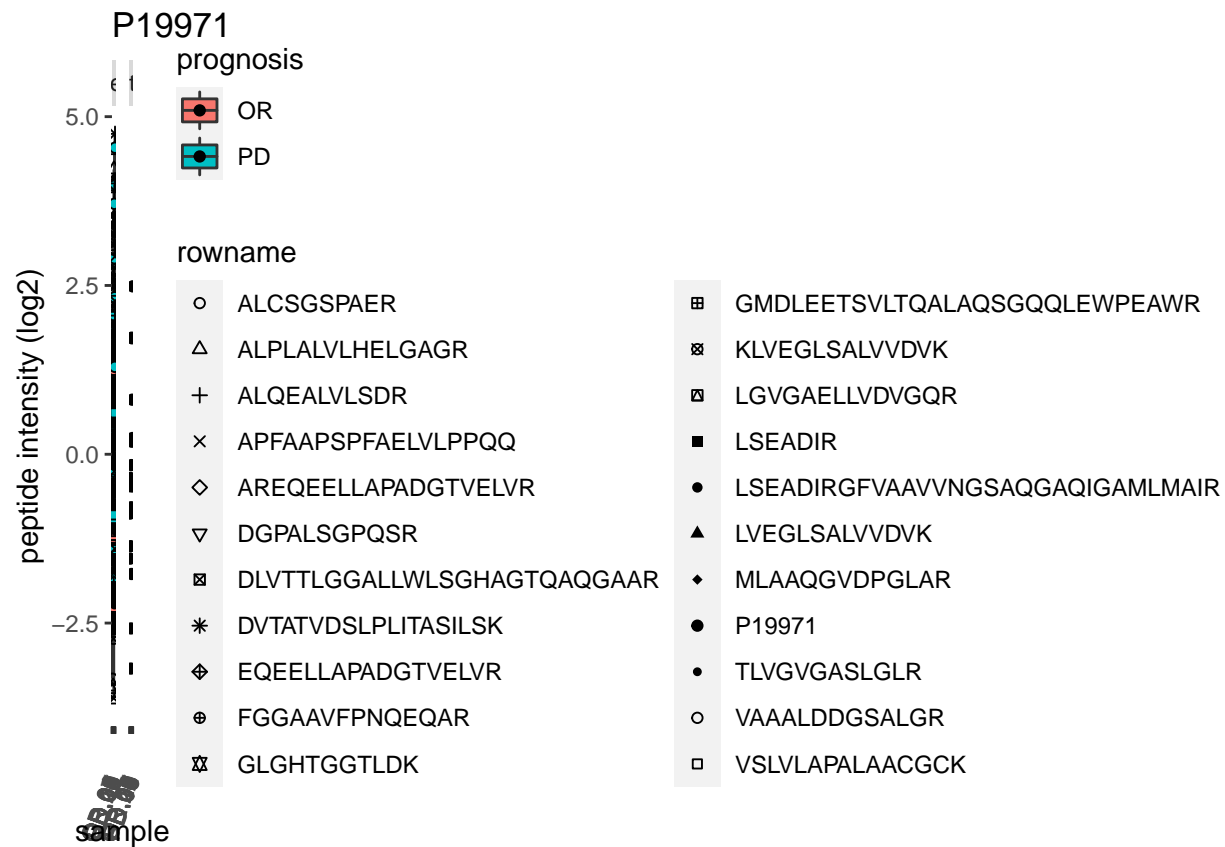 P19971
prognosis
OR
PD
5.0
2.5
0.0
−2.5
peptide intensity (log2)
rowname
ALCSGSPAER
ALPLALVLHELGAGR
ALQEALVLSDR
APFAAPSPFAELVLPPQQ
AREQEELLAPADGTVELVR
DGPALSGPQSR
DLVTTLGGALLWLSGHAGTQAQGAAR
DVTATVDSLPLITASILSK
EQEELLAPADGTVELVR
FGGAAVFPNQEQAR
GLGHTGGTLDK
GMDLEETSVLTQALAQSGQQLEWPEAWR
KLVEGLSALVVDVK
LGVGAELLVDVGQR
LSEADIR
LSEADIRGFVAAVVNGSAQGAQIGAMLMAIR
LVEGLSALVVDVK
MLAAQGVDPGLAR
P19971
TLVGVGASLGLR
VAAALDDGSALGR
VSLVLAPALAACGCK
sample